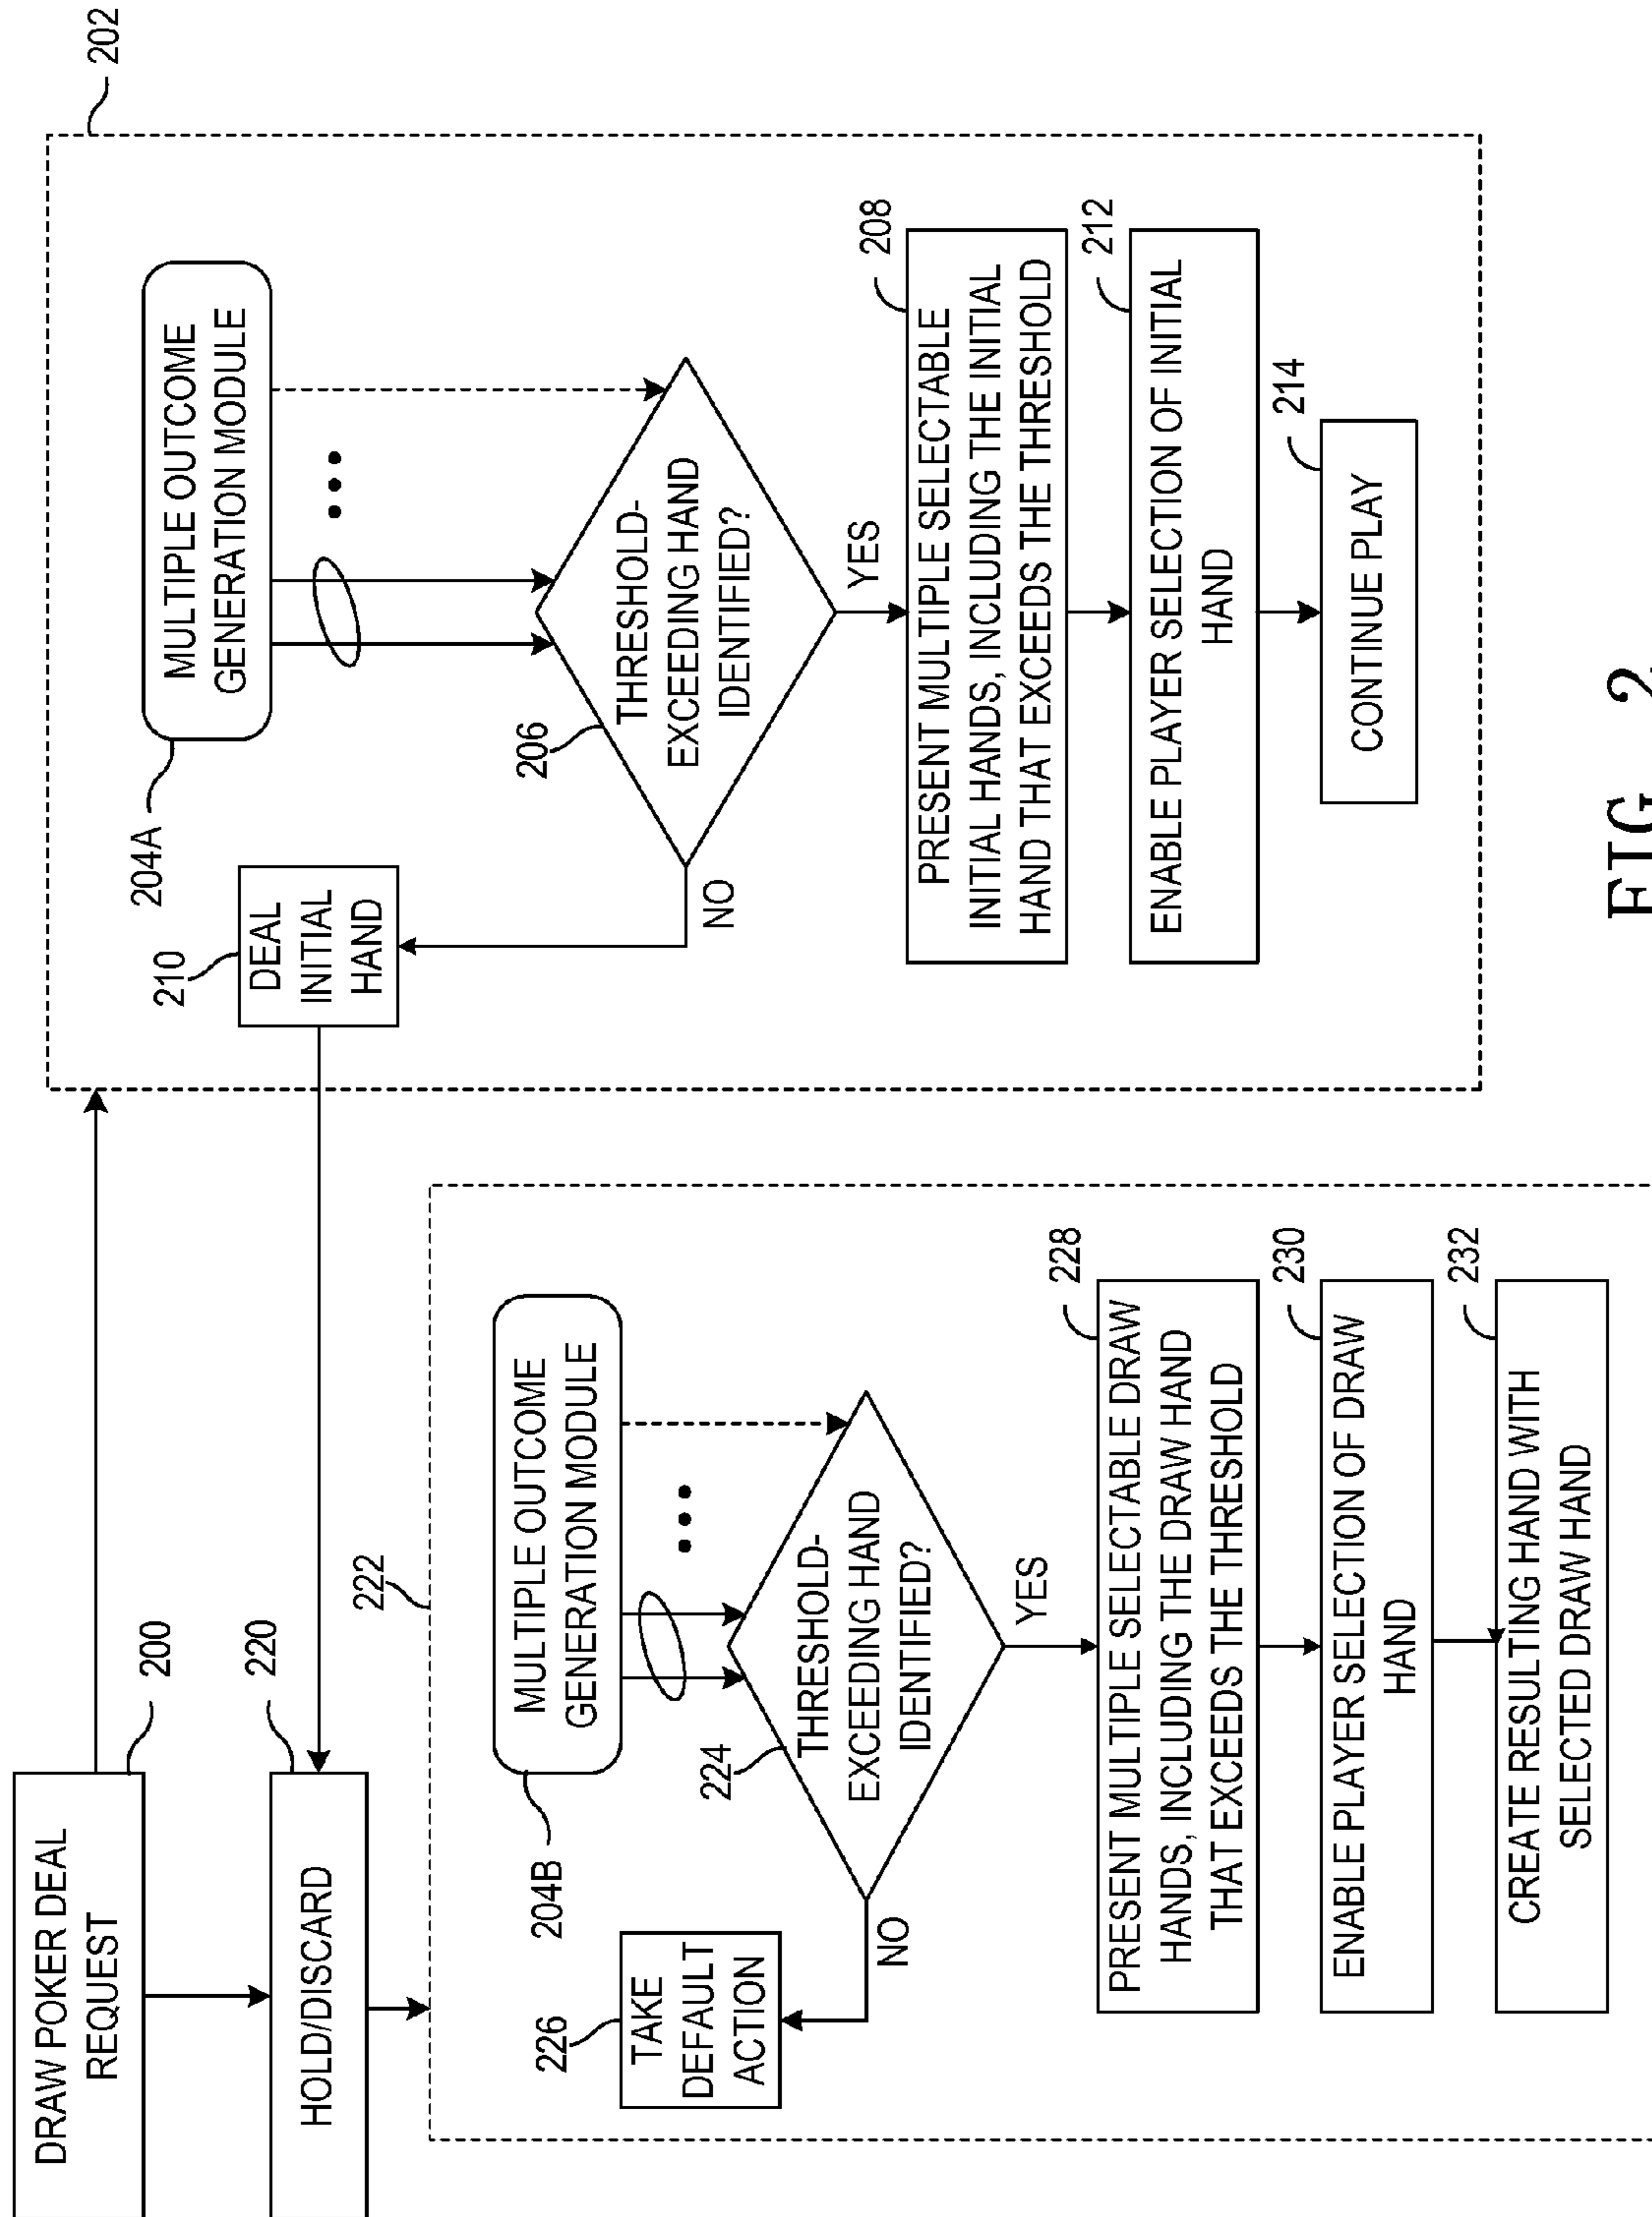 DRAW POKER DEAL
REQUEST
200
HOLD/DISCARD
220
222
MULTIPLE OUTCOME
GENERATION MODULE
204B
224
THRESHOLD-
EXCEEDING HAND
IDENTIFIED?
226
TAKE
DEFAULT
ACTION
NO
YES
228
PRESENT MULTIPLE SELECTABLE DRAW
HANDS, INCLUDING THE DRAW HAND
THAT EXCEEDS THE THRESHOLD
230
ENABLE PLAYER SELECTION OF DRAW
HAND
232
CREATE RESULTING HAND WITH
SELECTED DRAW HAND
202
MULTIPLE OUTCOME
GENERATION MODULE
204A
210
DEAL
INITIAL
HAND
206
THRESHOLD-
EXCEEDING HAND
IDENTIFIED?
NO
YES
208
PRESENT MULTIPLE SELECTABLE
INITIAL HANDS, INCLUDING THE INITIAL
HAND THAT EXCEEDS THE THRESHOLD
212
ENABLE PLAYER SELECTION OF INITIAL
HAND
214
CONTINUE PLAY
FIG. 2